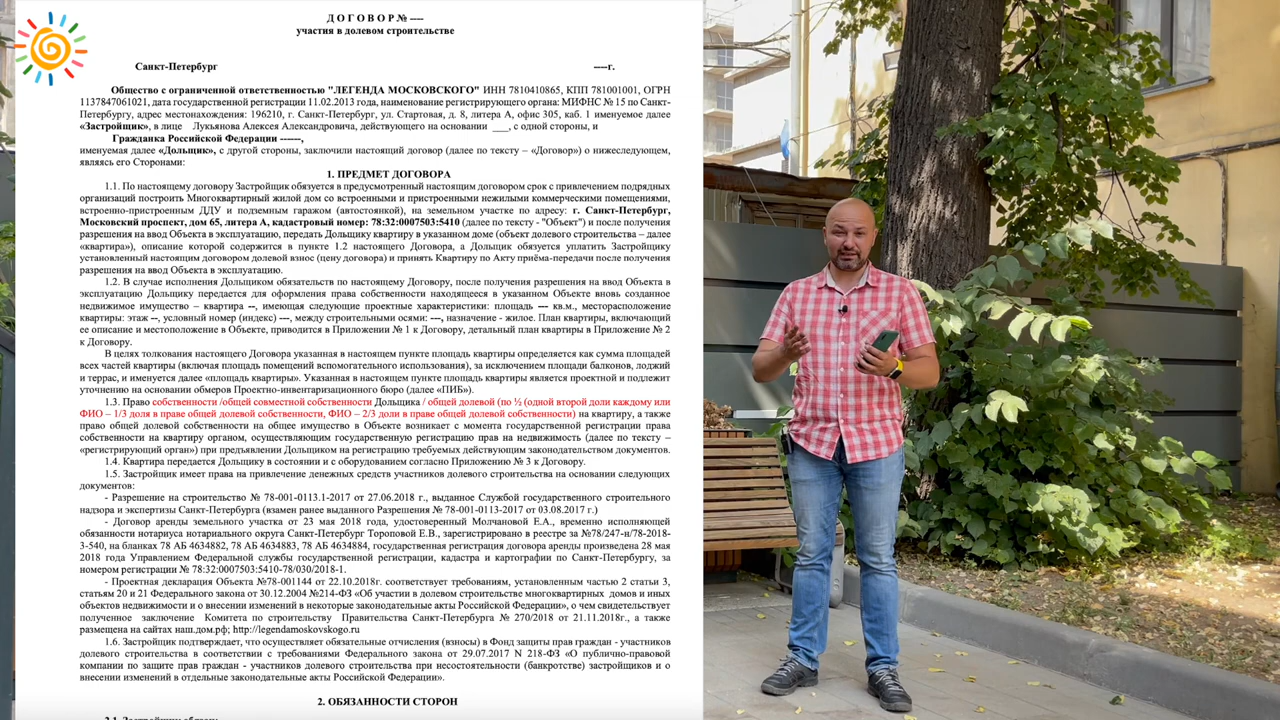 Д О Г О В О Р № ----
участия в долевом строительстве
Санкт-Петербург ----г.
Общество с ограниченной ответственностью "ЛЕГЕНДА МОСКОВСКОГО" ИНН 7810410865, КПП 781001001, ОГРН
1137847061021, дата государственной регистрации 11.02.2013 года, наименование регистрирующего органа: МИФНС № 15 по Санкт-
Петербургу, адрес местонахождения: 196210, г. Санкт-Петербург, ул. Стартовая, д. 8, литера А, офис 305, каб. 1 именуемое далее
«Застройщик», в лице Лукьянова Алексея Александровича, действующего на основании ___, с одной стороны, и
Гражданка Российской Федерации ------,
именуемая далее «Дольщик», с другой стороны, заключили настоящий договор (далее по тексту – «Договор») о нижеследующем,
являясь его Сторонами:
1. ПРЕДМЕТ ДОГОВОРА
1.1. По настоящему договору Застройщик обязуется в предусмотренный настоящим договором срок с привлечением подрядных
организаций построить Многоквартирный жилой дом со встроенными и пристроенными нежилыми коммерческими помещениями,
встроенно-пристроенным ДДУ и подземным гаражом (автостоянкой), на земельном участке по адресу: г. Санкт-Петербург,
Московский проспект, дом 65, литера А, кадастровый номер: 78:32:0007503:5410 (далее по тексту - "Объект") и после получения
разрешения на ввод Объекта в эксплуатацию, передать Дольщику квартиру в указанном доме (объект долевого строительства – далее
«квартира»), описание которой содержится в пункте 1.2 настоящего Договора, а Дольщик обязуется уплатить Застройщику
установленный настоящим договором долевой взнос (цену договора) и принять Квартиру по Акту приёма-передачи после получения
разрешения на ввод Объекта в эксплуатацию.
1.2. В случае исполнения Дольщиком обязательств по настоящему Договору, после получения разрешения на ввод Объекта в
эксплуатацию Дольщику передается для оформления права собственности находящееся в указанном Объекте вновь созданное
недвижимое имущество – квартира --, имеющая следующие проектные характеристики: площадь --- кв.м., месторасположение
квартиры: этаж --, условный номер (индекс) ---, между строительными осями: ---, назначение - жилое. План квартиры, включающий
ее описание и местоположение в Объекте, приводится в Приложении № 1 к Договору, детальный план квартиры в Приложение № 2
к Договору.
В целях толкования настоящего Договора указанная в настоящем пункте площадь квартиры определяется как сумма площадей
всех частей квартиры (включая площадь помещений вспомогательного использования), за исключением площади балконов, лоджий
и террас, и именуется далее «площадь квартиры». Указанная в настоящем пункте площадь квартиры является проектной и подлежит
уточнению на основании обмеров Проектно-инвентаризационного бюро (далее «ПИБ»).
1.3. Право собственности /общей совместной собственности Дольщика / общей долевой (по ½ (одной второй доли каждому или
ФИО – 1/3 доля в праве общей долевой собственности, ФИО – 2/3 доли в праве общей долевой собственности) на квартиру, а также
право общей долевой собственности на общее имущество в Объекте возникает с момента государственной регистрации права
собственности на квартиру органом, осуществляющим государственную регистрацию прав на недвижимость (далее по тексту –
«регистрирующий орган») при предъявлении Дольщиком на регистрацию требуемых действующим законодательством документов.
1.4. Квартира передается Дольщику в состоянии и с оборудованием согласно Приложению № 3 к Договору.
1.5. Застройщик имеет права на привлечение денежных средств участников долевого строительства на основании следующих
документов:
- Разрешение на строительство № 78-001-0113.1-2017 от 27.06.2018 г., выданное Службой государственного строительного
надзора и экспертизы Санкт-Петербурга (взамен ранее выданного Разрешения № 78-001-0113-2017 от 03.08.2017 г.)
- Договор аренды земельного участка от 23 мая 2018 года, удостоверенный Молчановой Е.А., временно исполняющей
обязанности нотариуса нотариального округа Санкт-Петербург Тороповой Е.В., зарегистрировано в реестре за №78/247-н/78-2018-
3-540, на бланках 78 АБ 4634882, 78 АБ 4634883, 78 АБ 4634884, государственная регистрация договора аренды произведена 28 мая
2018 года Управлением Федеральной службы государственной регистрации, кадастра и картографии по Санкт-Петербургу, за
номером регистрации № 78:32:0007503:5410-78/030/2018-1.
- Проектная декларация Объекта №78-001144 от 22.10.2018г. соответствует требованиям, установленным частью 2 статьи 3,
статьям 20 и 21 Федерального закона от 30.12.2004 №214-ФЗ «Об участии в долевом строительстве многоквартирных домов и иных
объектов недвижимости и о внесении изменений в некоторые законодательные акты Российской Федерации», о чем свидетельствует
полученное заключение Комитета по строительству Правительства Санкт-Петербурга № 270/2018 от 21.11.2018г., а также
размещена на сайтах наш.дом.рф; http://legendamoskovskogo.ru
1.6. Застройщик подтверждает, что осуществляет обязательные отчисления (взносы) в Фонд защиты прав граждан - участников
долевого строительства в соответствии с требованиями Федерального закона от 29.07.2017 N 218-ФЗ «О публично-правовой
компании по защите прав граждан - участников долевого строительства при несостоятельности (банкротстве) застройщиков и о
внесении изменений в отдельные законодательные акты Российской Федерации».
2. ОБЯЗАННОСТИ СТОРОН
2.1. Застройщик обязан: